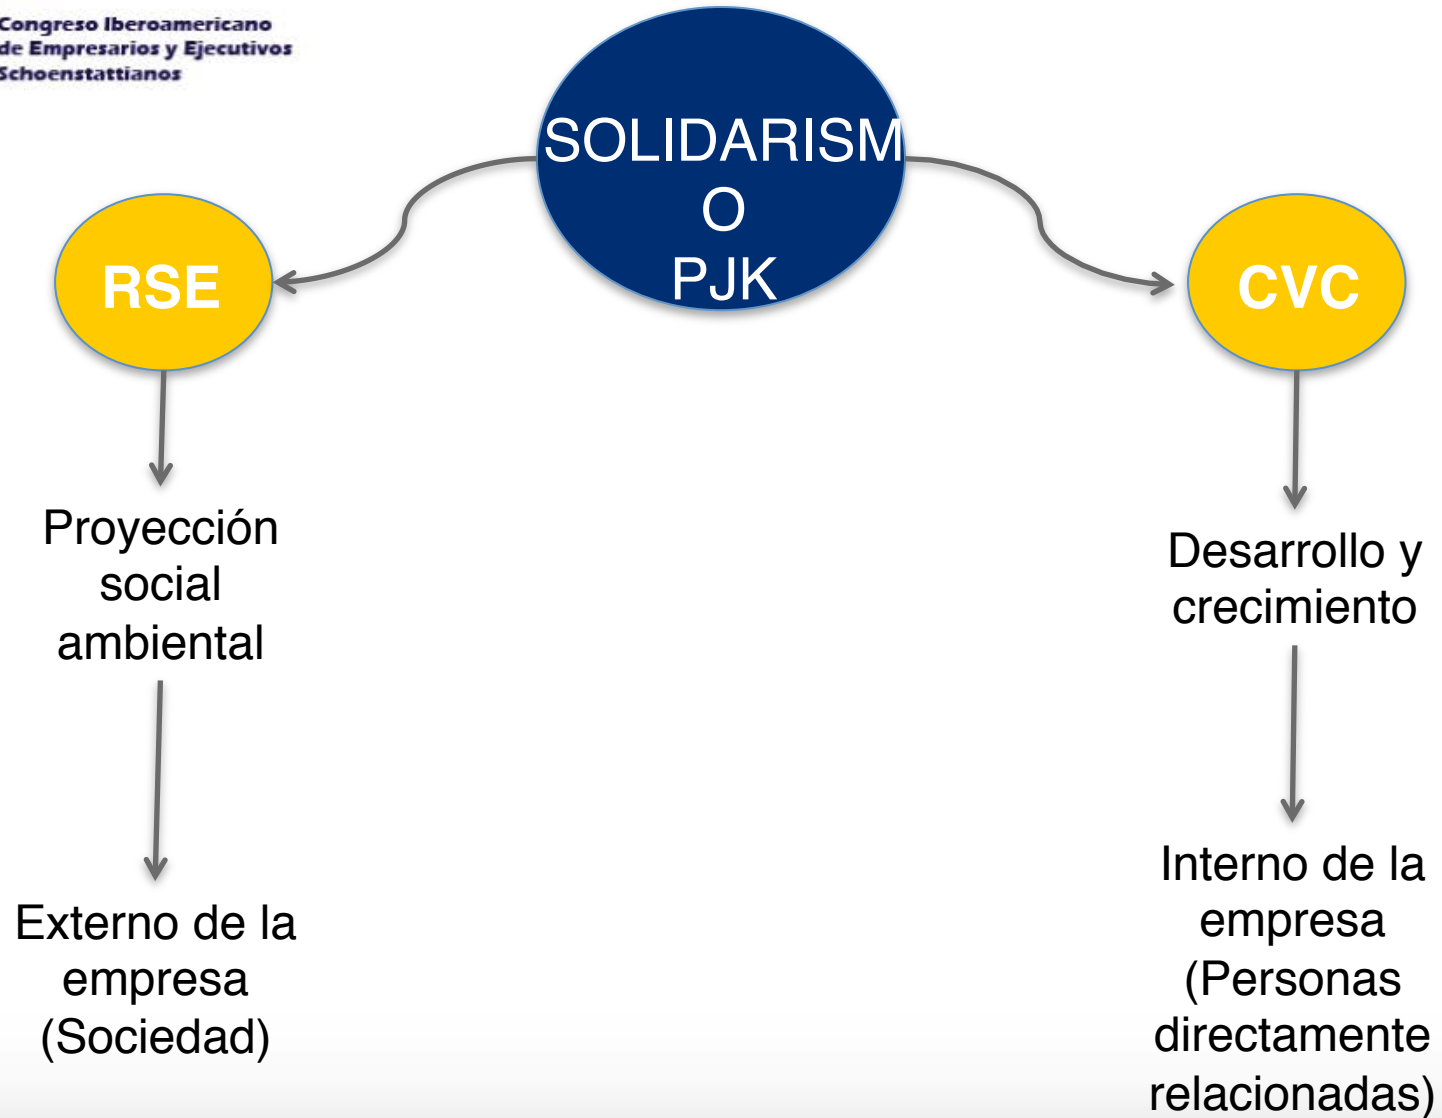 Congreso Iberoamericano
de Empresarios y Ejecutivos
Schoenstattianos
SOLIDARISM
O
PJK
RSE
CVC
Proyección
social
ambiental
Desarrollo y
crecimiento
Externo de la
empresa
(Sociedad)
Interno de la
empresa
(Personas
directamente
relacionadas)